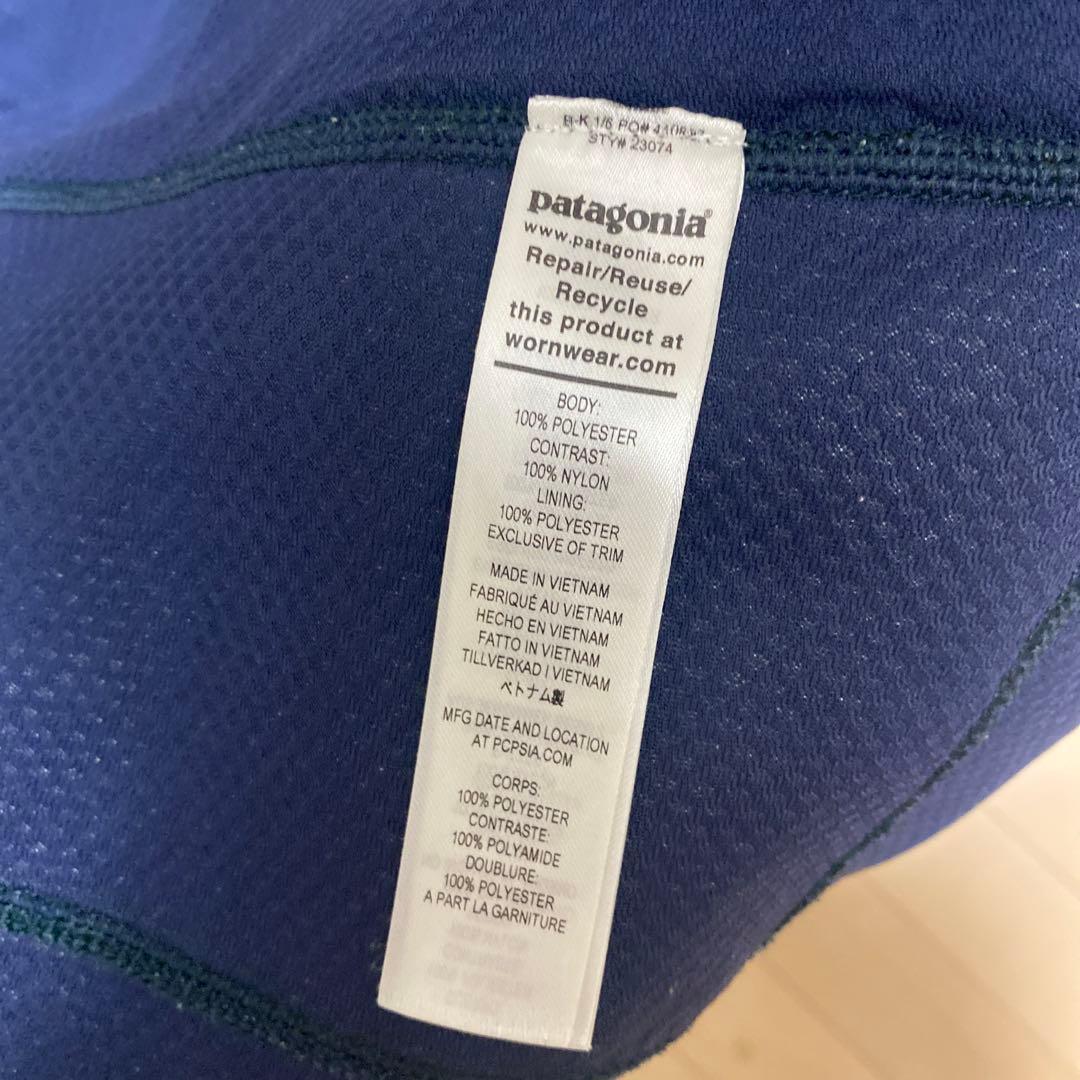 B-K 1/6 PO#
STY# 23074
patagonia®
www.patagonia.com
Repair/Reuse/
Recycle
this product at
wornwear.com
BODY:
100% POLYESTER
CONTRAST:
100% NYLON
LINING:
100% POLYESTER
EXCLUSIVE OF TRIM
MADE IN VIETNAM
FABRIQUÉ AU VIETNAM
HECHO EN VIETNAM
FATTO IN VIETNAM
TILLVERKAD I VIETNAM
ベトナム製
MFG DATE AND LOCATION
AT PCPSIA.COM
CORPS:
100% POLYESTER
CONTRASTE:
100% POLYAMIDE
DOUBLURE:
100% POLYESTER
A PART LA GARNITURE